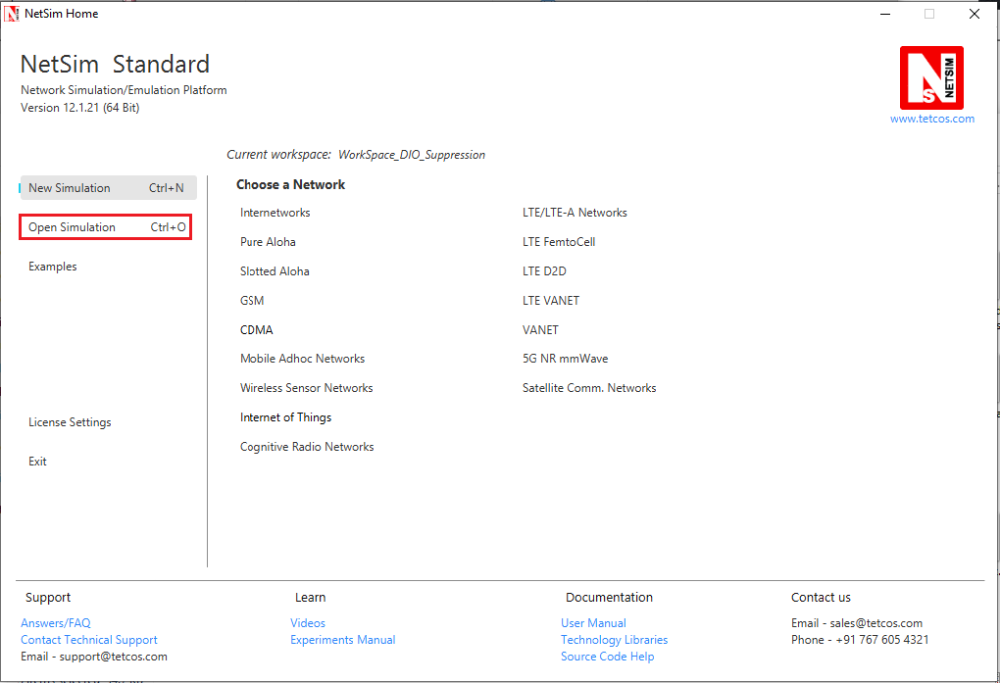 NetSim Home
NetSim Standard
Network Simulation/Emulation Platform
Version 12.1.21 (64 Bit)
N
S
NETSIM
www.tetcos.com
Current workspace: WorkSpace_DIO_Suppression
New Simulation Ctrl+N
Open Simulation Ctrl+O
Examples
License Settings
Exit
Choose a Network
Internetworks
Pure Aloha
Slotted Aloha
GSM
CDMA
Mobile Adhoc Networks
Wireless Sensor Networks
Internet of Things
Cognitive Radio Networks
LTE/LTE-A Networks
LTE FemtoCell
LTE D2D
LTE VANET
VANET
5G NR mmWave
Satellite Comm. Networks
Support
Answers/FAQ
Contact Technical Support
Email - support@tetcos.com
Learn
Videos
Experiments Manual
Documentation
User Manual
Technology Libraries
Source Code Help
Contact us
Email - sales@tetcos.com
Phone - +91 767 605 4321